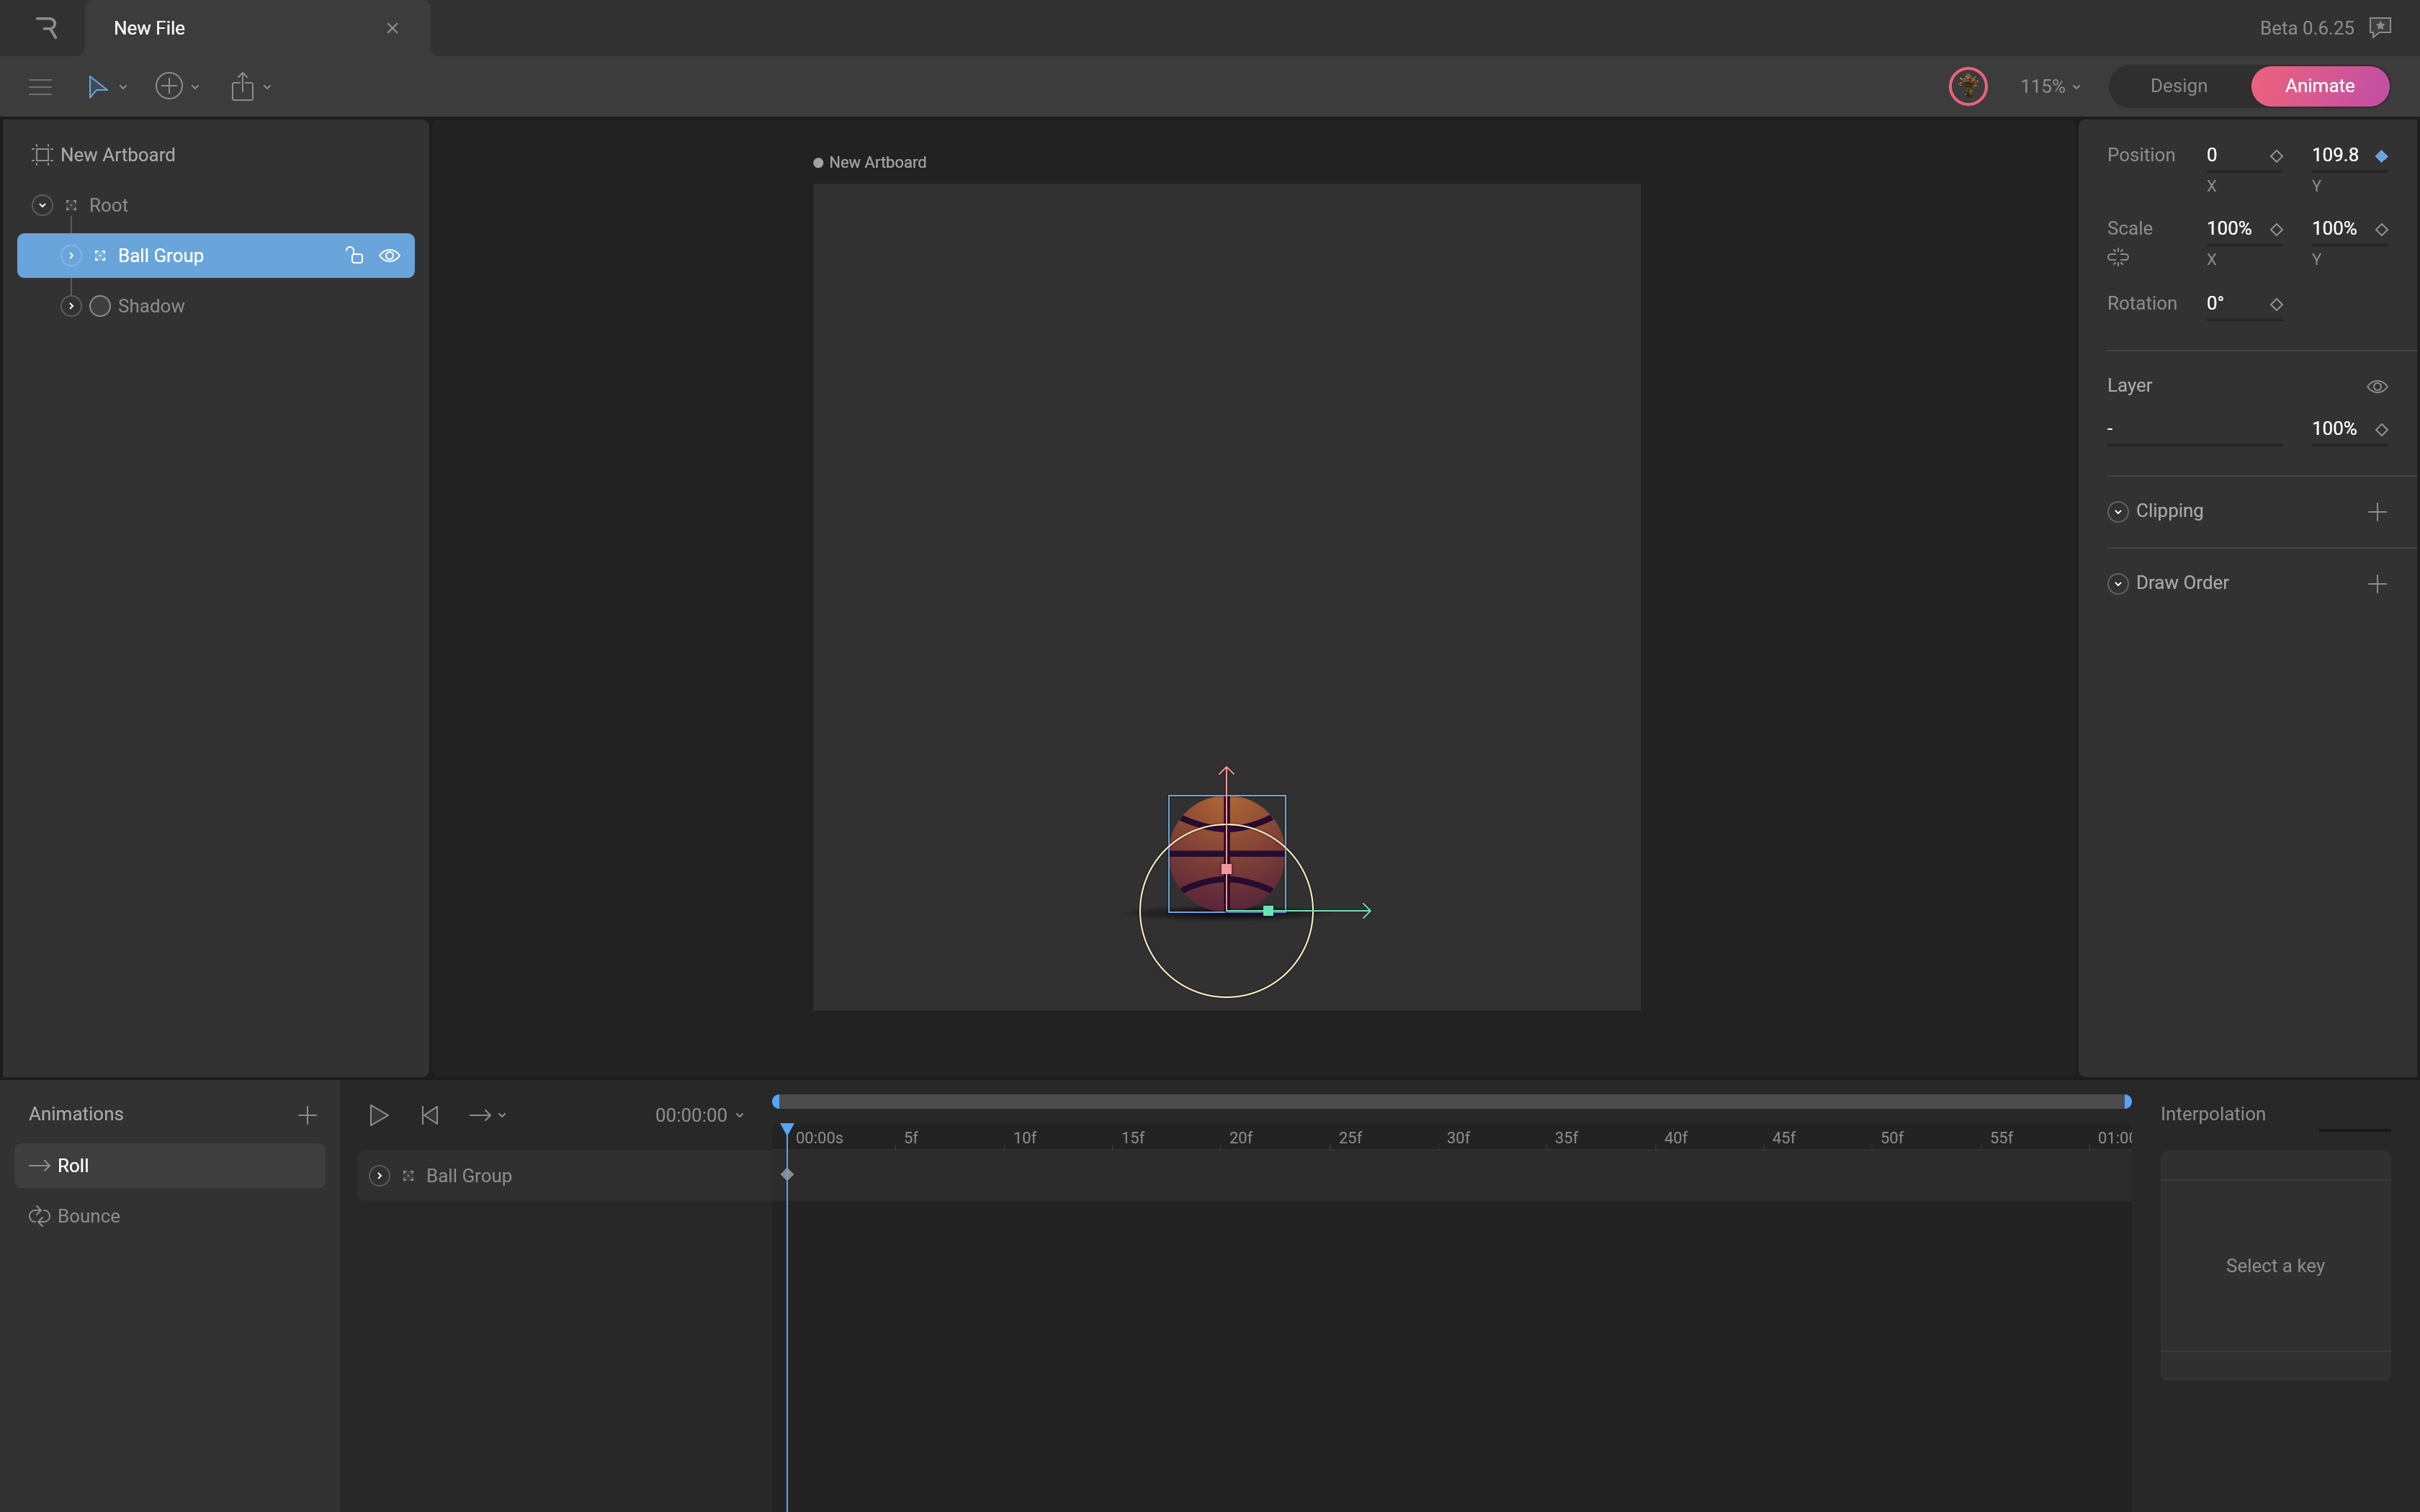 New File
Beta 0.6.25
115%
Design
Animate
New Artboard
Root
Ball Group
Shadow
New Artboard
Position 0 109.8
X Y
Scale 100% 100%
X Y
Rotation 0°
Layer
- 100%
Clipping
Draw Order
Animations
Roll
Bounce
00:00:00
00:00s 5f 10f 15f 20f 25f 30f 35f 40f 45f 50f 55f 01:0
Ball Group
Interpolation
Select a key